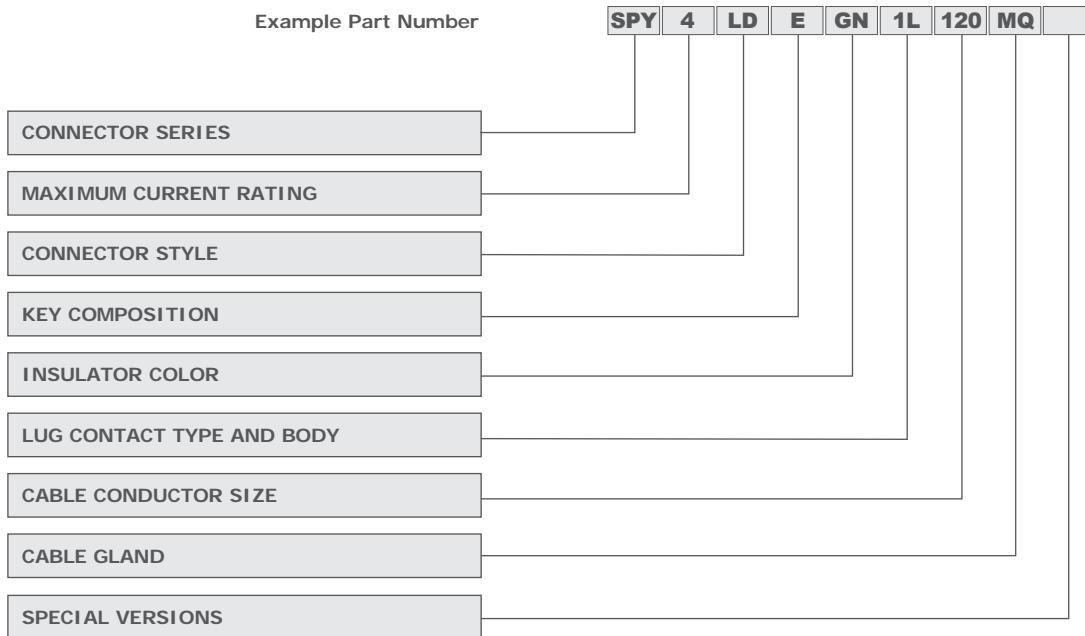 Example Part Number SPY 4 LD E GN 1L 120 MQ
CONNECTOR SERIES
MAXIMUM CURRENT RATING
CONNECTOR STYLE
KEY COMPOSITION
INSULATOR COLOR
LUG CONTACT TYPE AND BODY
CABLE CONDUCTOR SIZE
CABLE GLAND
SPECIAL VERSIONS